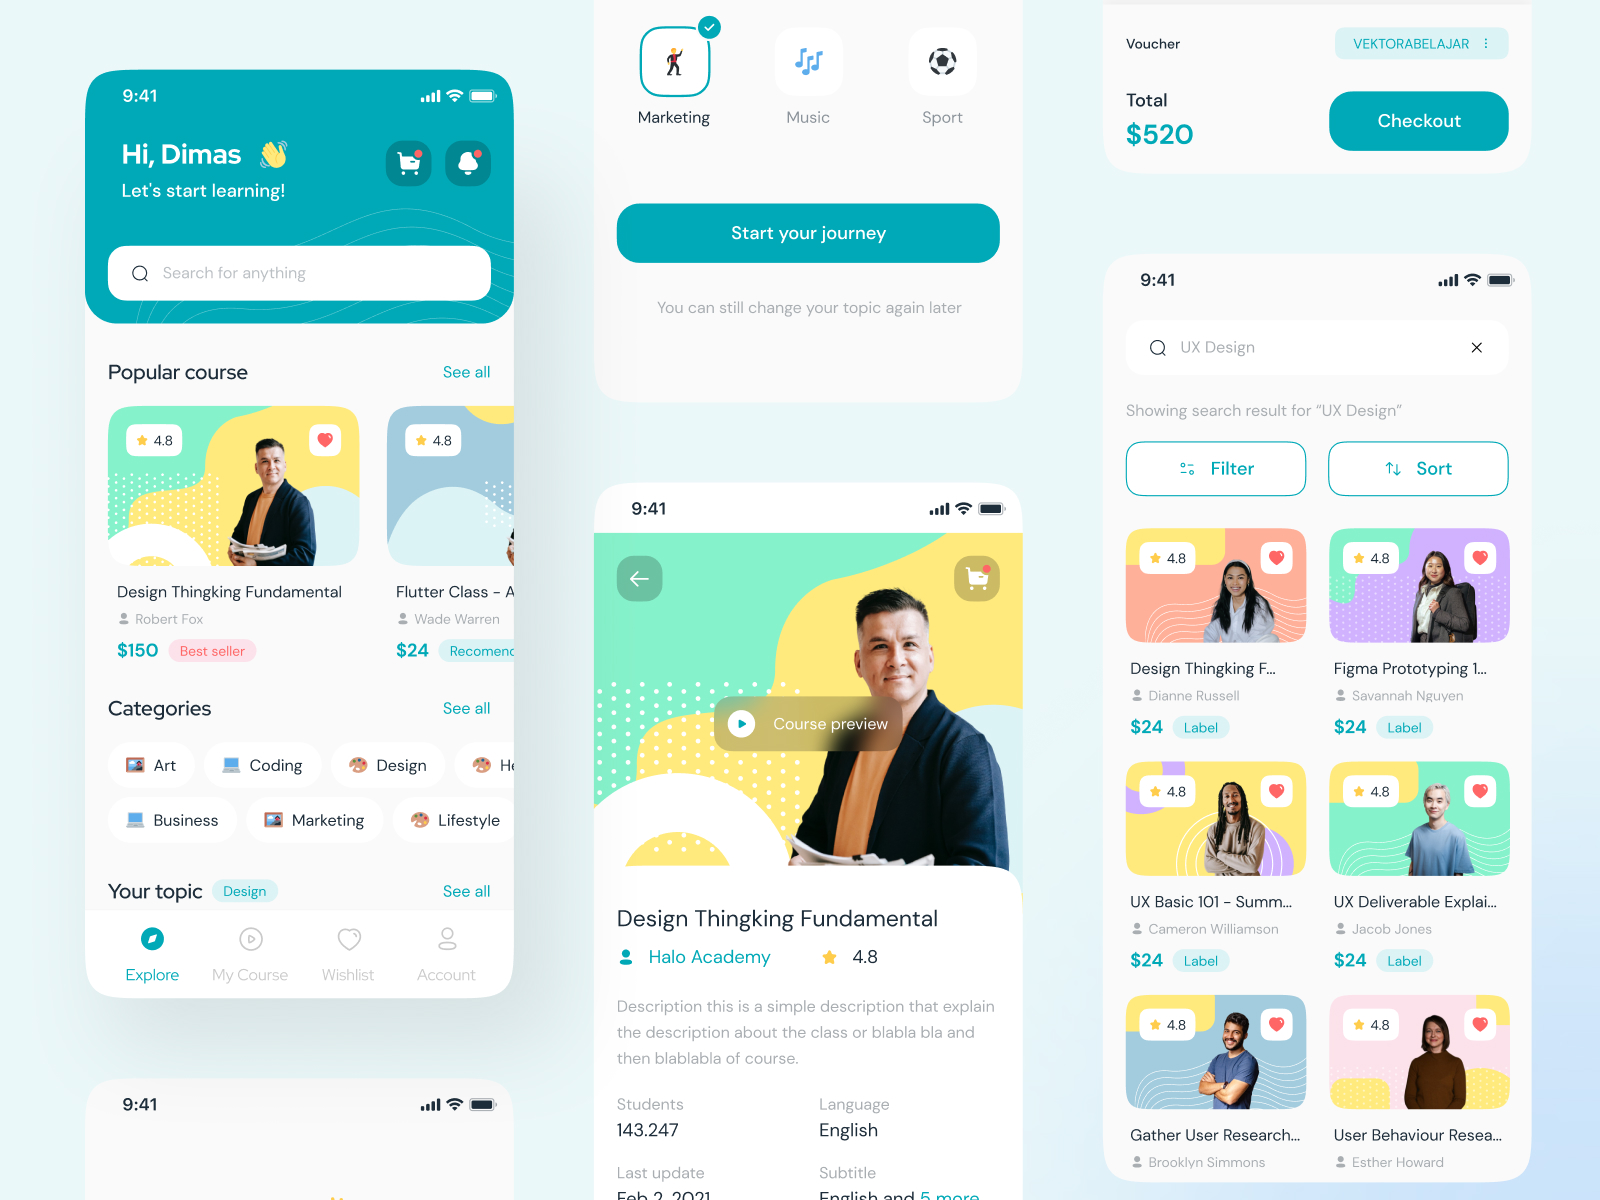 9:41
Hi, Dimas
Let's start learning!
Search for anything
Popular course
See all
4.8
4.8
Design Thingking Fundamental
Robert Fox
$150
Best seller
Flutter Class - A
Wade Warren
$24
Recomenc
Categories
See all
Art
Coding
Design
He
Business
Marketing
Lifestyle
Your topic
Design
See all
Explore
My Course
Wishlist
Account
9:41
Marketing
Music
Sport
Start your journey
You can still change your topic again later
9:41
Course preview
Design Thingking Fundamental
Halo Academy
4.8
Description this is a simple description that explain
the description about the class or blabla bla and
then blablabla of course.
Students
143.247
Language
English
Last update
Feb 2, 2021
Subtitle
English and 5 more
Voucher
VEKTORABELAJAR
Total
$520
Checkout
9:41
UX Design
Showing search result for “UX Design”
Filter
Sort
4.8
4.8
Design Thingking F...
Dianne Russell
$24
Label
Figma Prototyping 1...
Savannah Nguyen
$24
Label
4.8
4.8
UX Basic 101 - Summ...
Cameron Williamson
$24
Label
UX Deliverable Explai...
Jacob Jones
$24
Label
4.8
4.8
Gather User Research...
Brooklyn Simmons
User Behaviour Resea...
Esther Howard